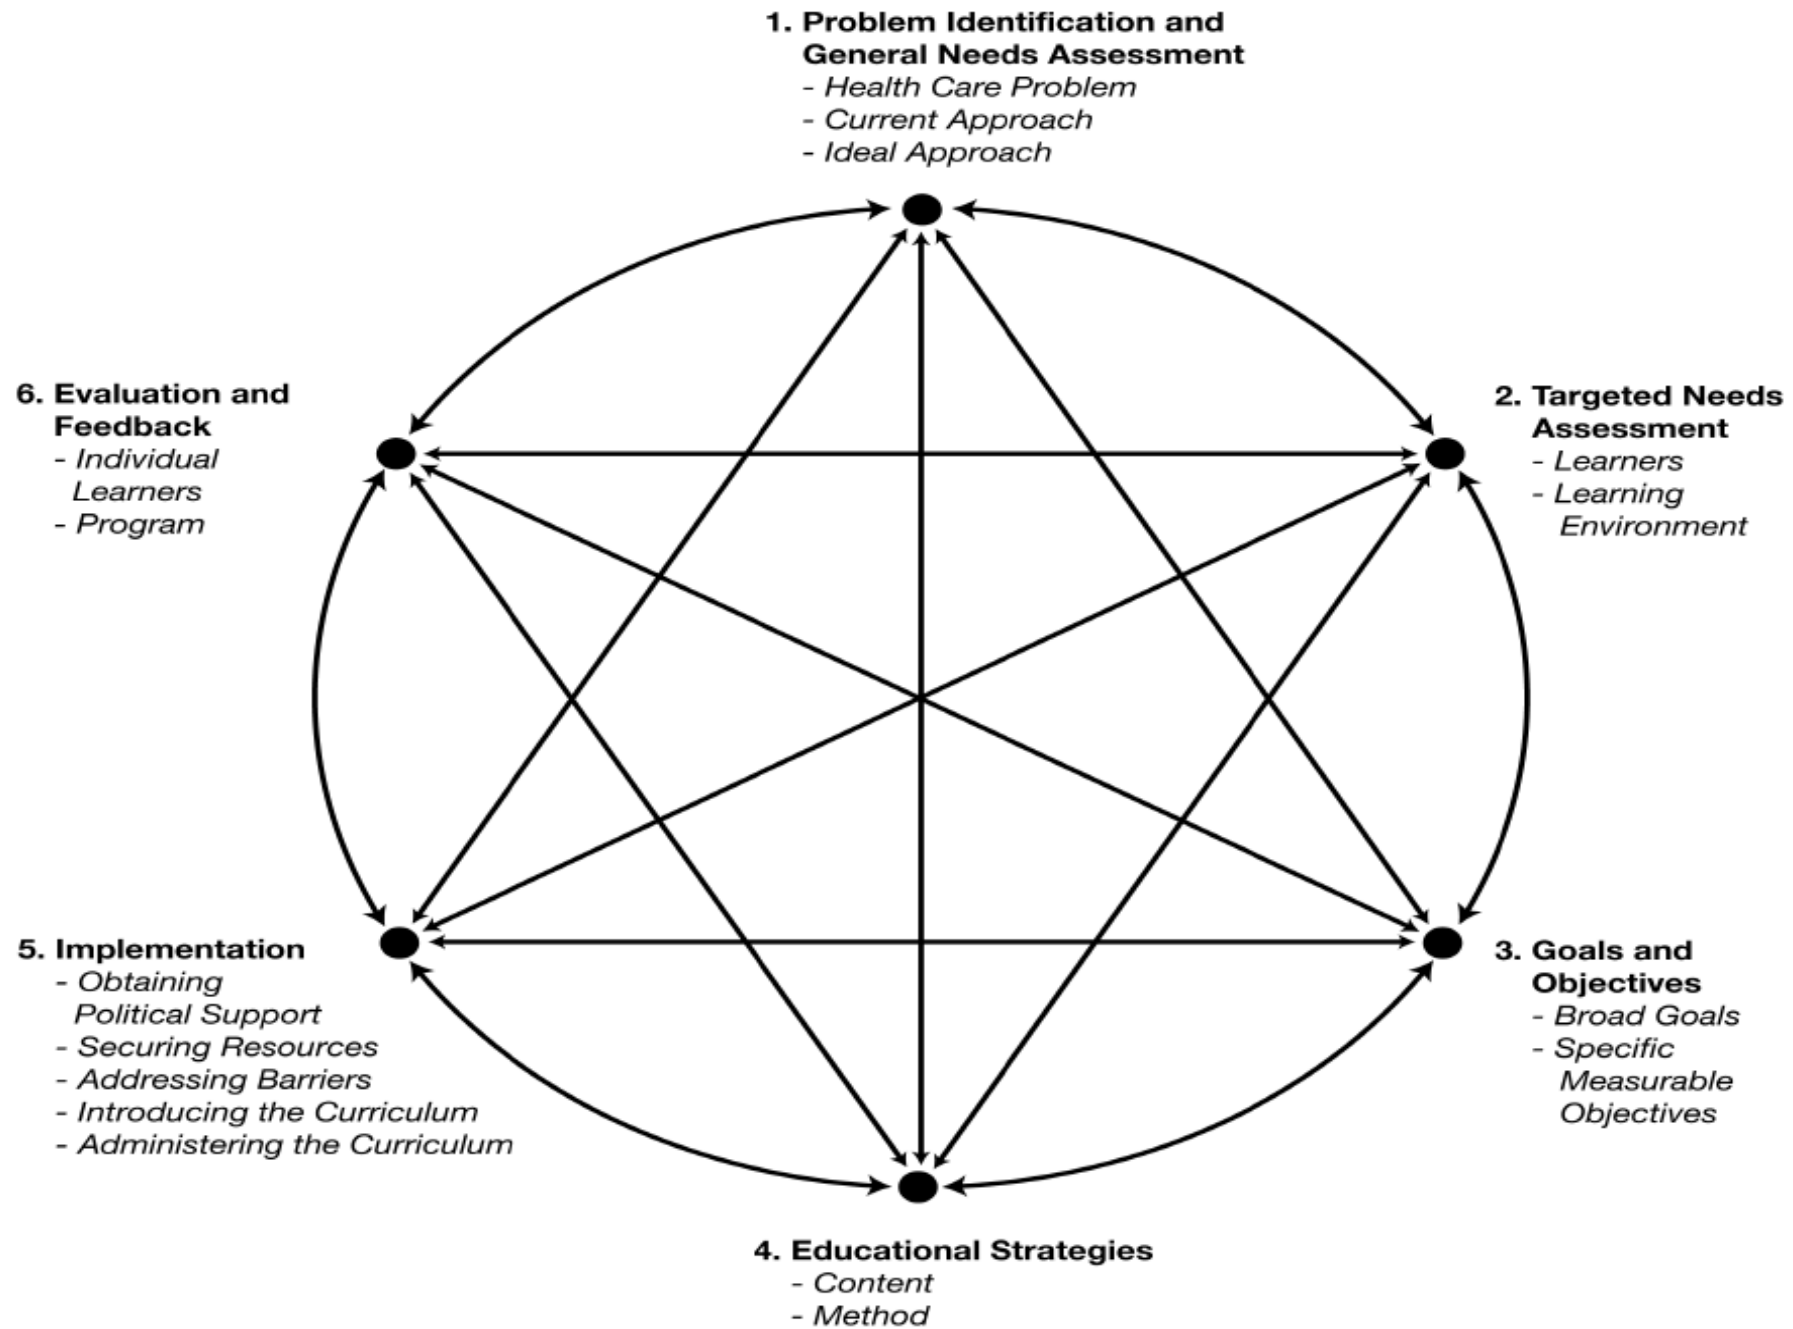 1. Problem Identification and
General Needs Assessment
- Health Care Problem
- Current Approach
- Ideal Approach
2. Targeted Needs
Assessment
- Learners
- Learning
Environment
3. Goals and
Objectives
- Broad Goals
- Specific
Measurable
Objectives
4. Educational Strategies
- Content
- Method
5. Implementation
- Obtaining
Political Support
- Securing Resources
- Addressing Barriers
- Introducing the Curriculum
- Administering the Curriculum
6. Evaluation and
Feedback
- Individual
Learners
- Program